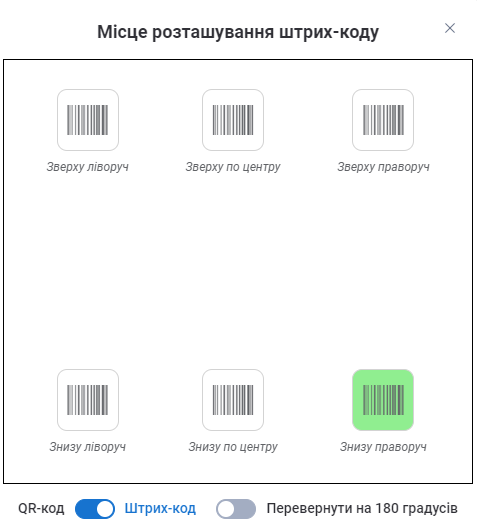 Місце розташування штрих-коду
Зверху ліворуч Зверху по центру Зверху праворуч
Знизу ліворуч Знизу по центру Знизу праворуч
QR-код Штрих-код Перевернути на 180 градусів